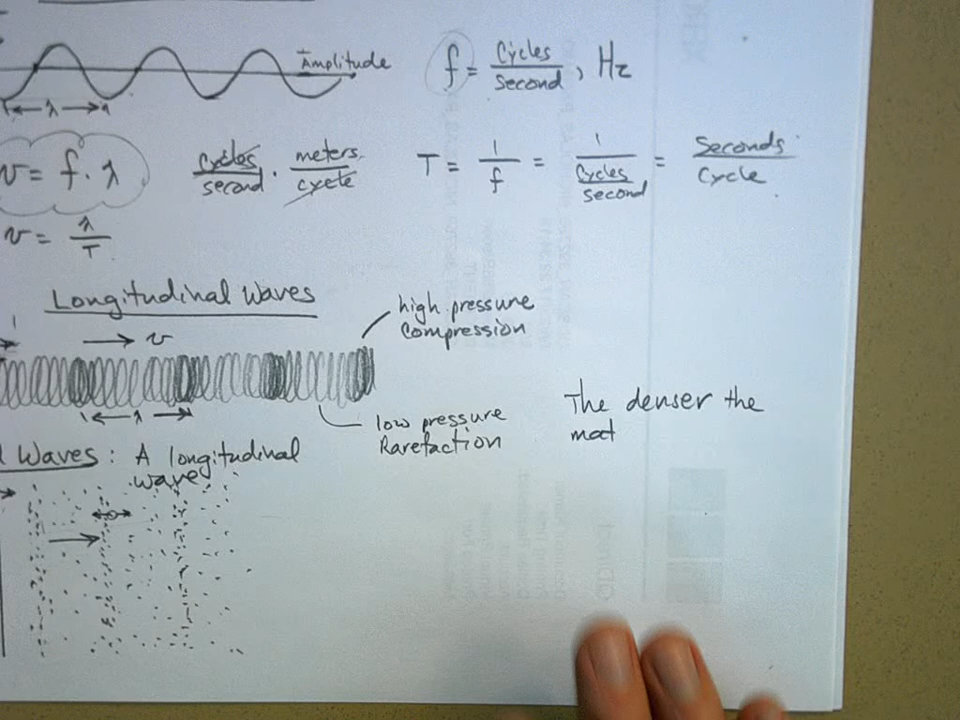 Amplitude
f = Cycles/second, Hz
λ
v = f · λ
cycles/second · meters/cycle
T = 1/f = 1/(cycles/second) = Seconds/Cycle
v = λ/T
Longitudinal Waves
high pressure
compression
v
λ
low pressure
Rarefaction
The denser the
mat
Waves: A longitudinal
wave